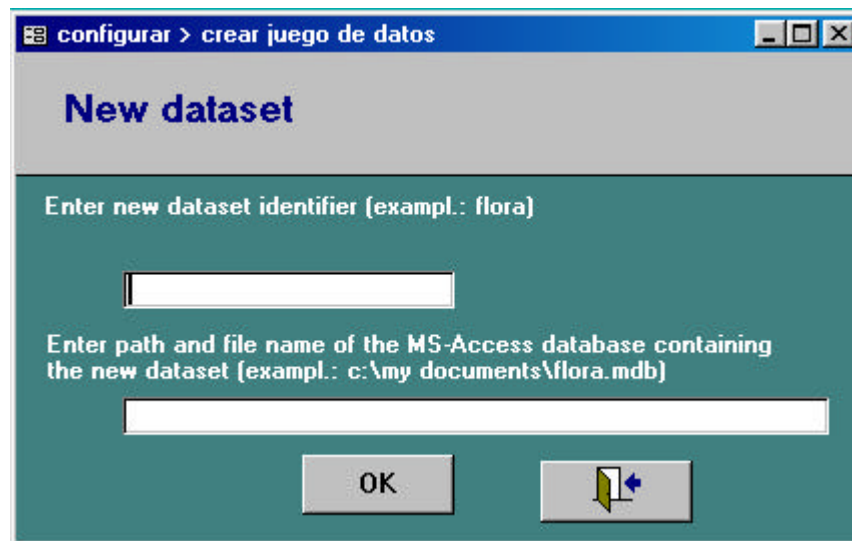 configurar > crear juego de datos
New dataset
Enter new dataset identifier (exampl.: flora)
Enter path and file name of the MS-Access database containing
the new dataset (exampl.: c:\my documents\flora.mdb)
OK